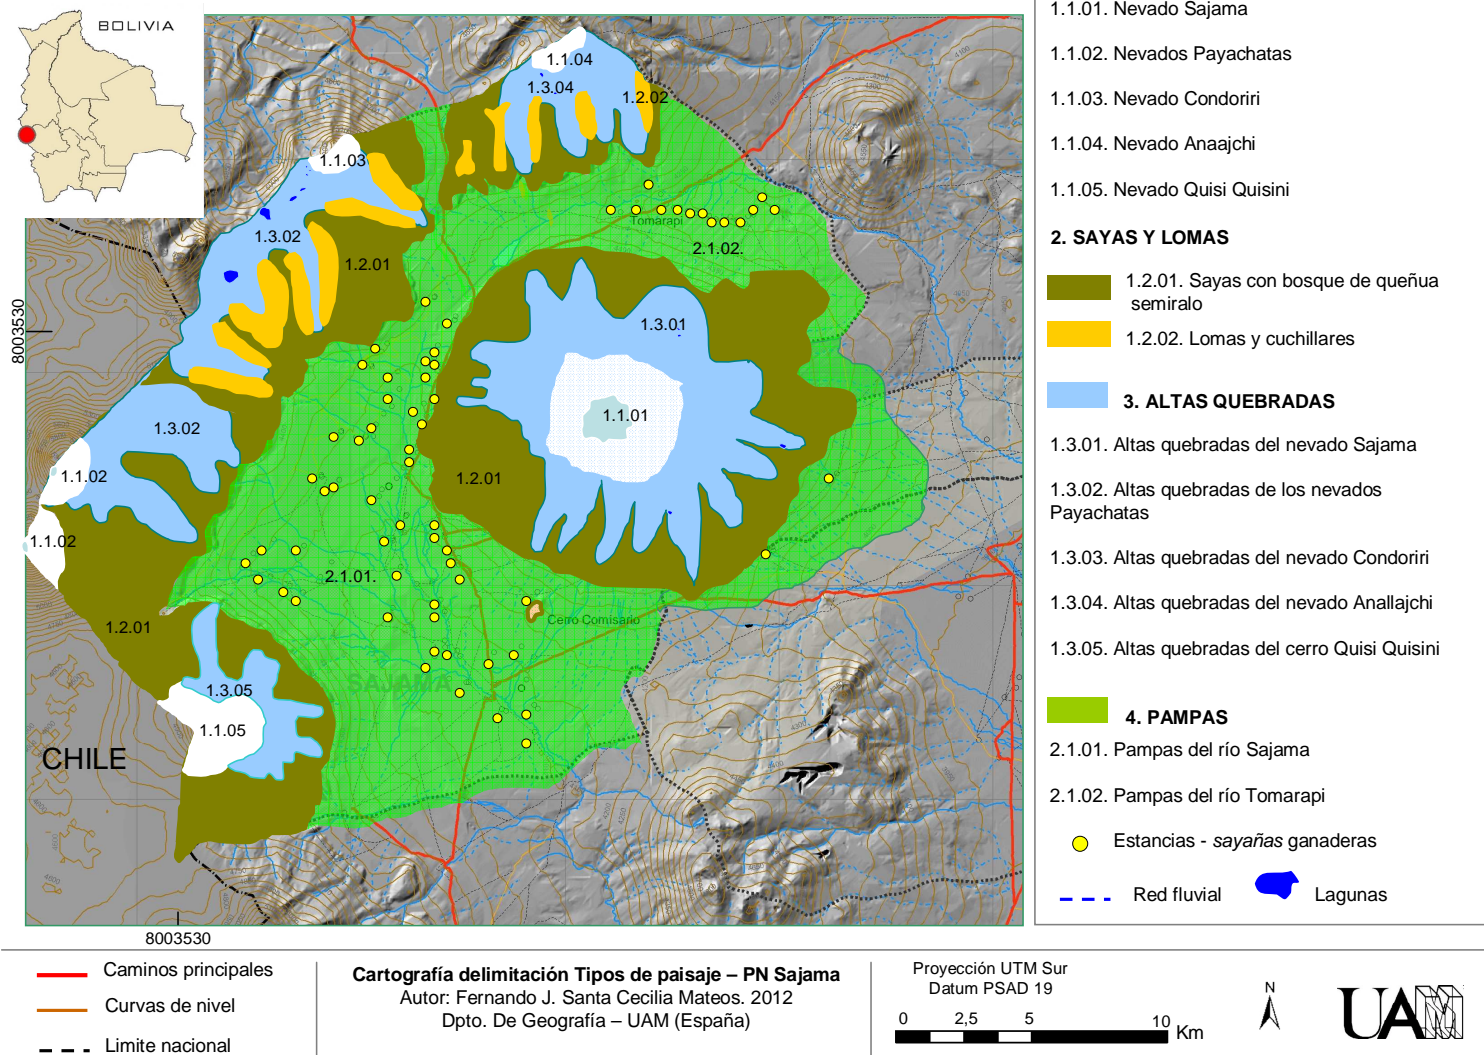 BOLIVIA
1.1.04
1.3.04
1.2.02
1.1.03
Tomarapi
2.1.02.
1.3.02
1.2.01
1.3.01
8003530
1.1.01
1.3.02
1.1.02
1.2.01
1.1.02
2.1.01.
1.2.01
Cerro Comisario
1.3.05
SAJAMA
1.1.05
CHILE
8003530
1.1.01. Nevado Sajama
1.1.02. Nevados Payachatas
1.1.03. Nevado Condoriri
1.1.04. Nevado Anaajchi
1.1.05. Nevado Quisi Quisini
2. SAYAS Y LOMAS
1.2.01. Sayas con bosque de queñua
semiralo
1.2.02. Lomas y cuchillares
3. ALTAS QUEBRADAS
1.3.01. Altas quebradas del nevado Sajama
1.3.02. Altas quebradas de los nevados
Payachatas
1.3.03. Altas quebradas del nevado Condoriri
1.3.04. Altas quebradas del nevado Anallajchi
1.3.05. Altas quebradas del cerro Quisi Quisini
4. PAMPAS
2.1.01. Pampas del río Sajama
2.1.02. Pampas del río Tomarapi
Estancias - sayañas ganaderas
Red fluvial
Lagunas
Caminos principales
Curvas de nivel
Limite nacional
Cartografía delimitación Tipos de paisaje – PN Sajama
Autor: Fernando J. Santa Cecilia Mateos. 2012
Dpto. De Geografía – UAM (España)
Proyección UTM Sur
Datum PSAD 19
0 2,5 5 10 Km
N
UAM